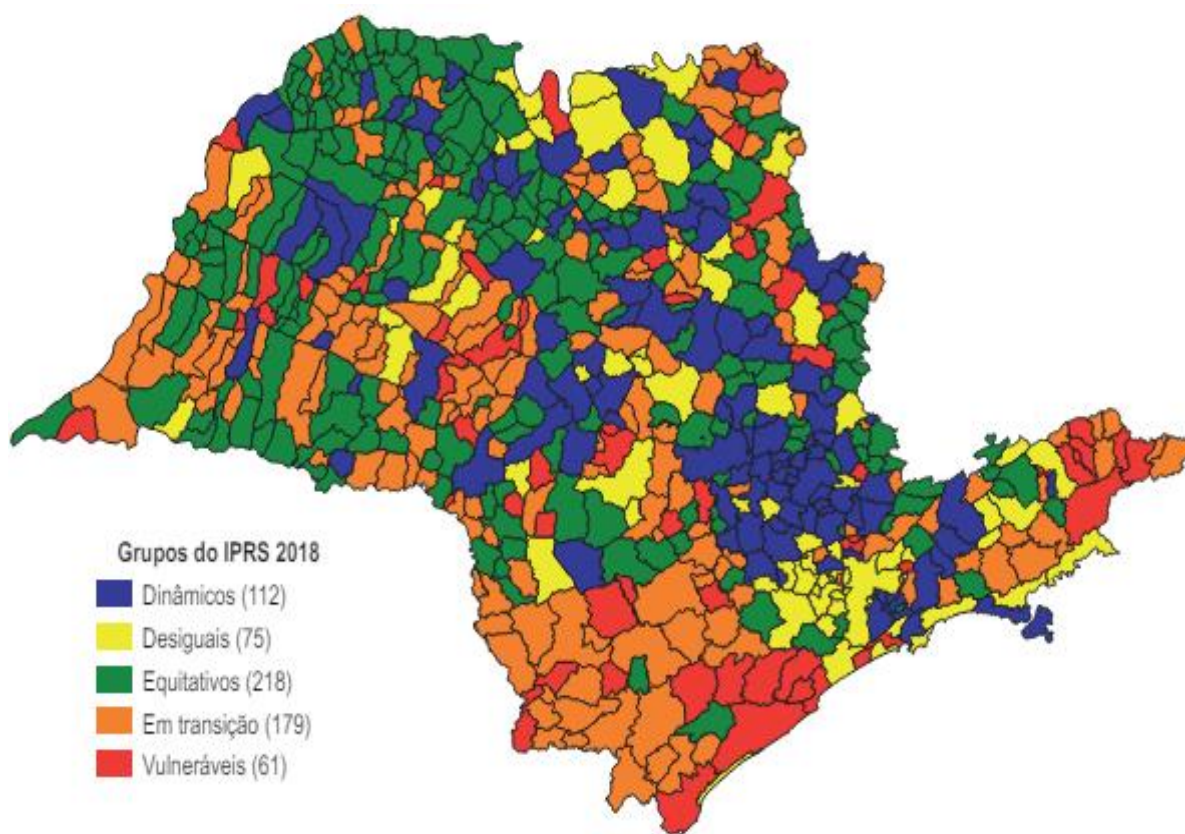 Grupos do IPRS 2018
Dinâmicos (112)
Desiguais (75)
Equitativos (218)
Em transição (179)
Vulneráveis (61)